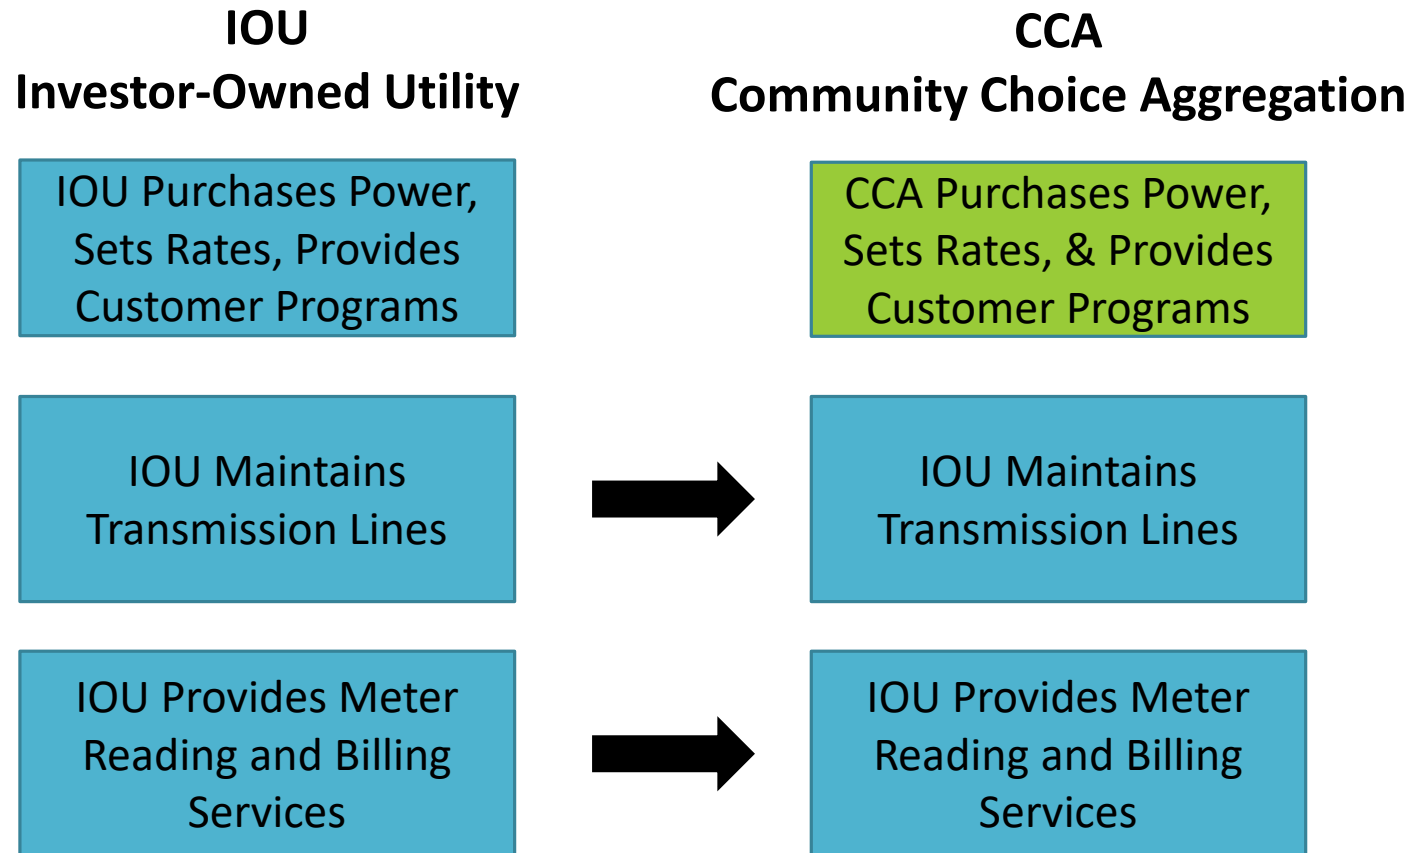 IOU
Investor-Owned Utility
CCA
Community Choice Aggregation
IOU Purchases Power,
Sets Rates, Provides
Customer Programs
CCA Purchases Power,
Sets Rates, & Provides
Customer Programs
IOU Maintains
Transmission Lines
IOU Maintains
Transmission Lines
IOU Provides Meter
Reading and Billing
Services
IOU Provides Meter
Reading and Billing
Services